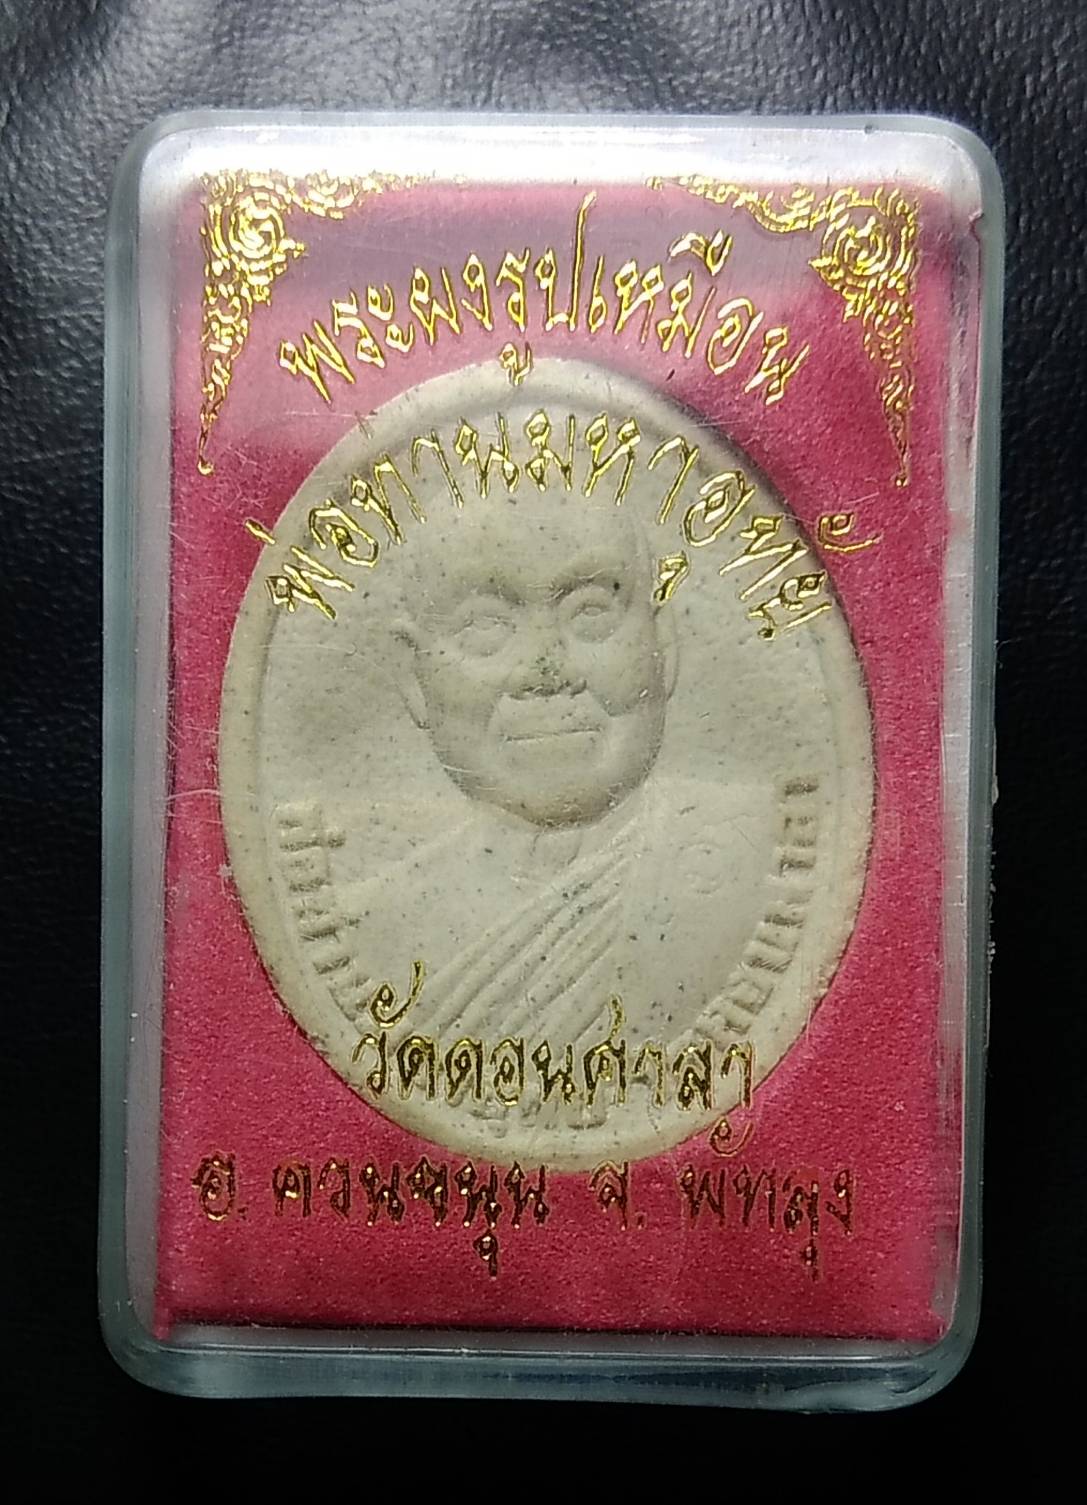 พระผงรูปเหมือน
พ่อท่านมหาอุทัย
วัดดอนศาลา
อ. ควนขนุน จ. พัทลุง